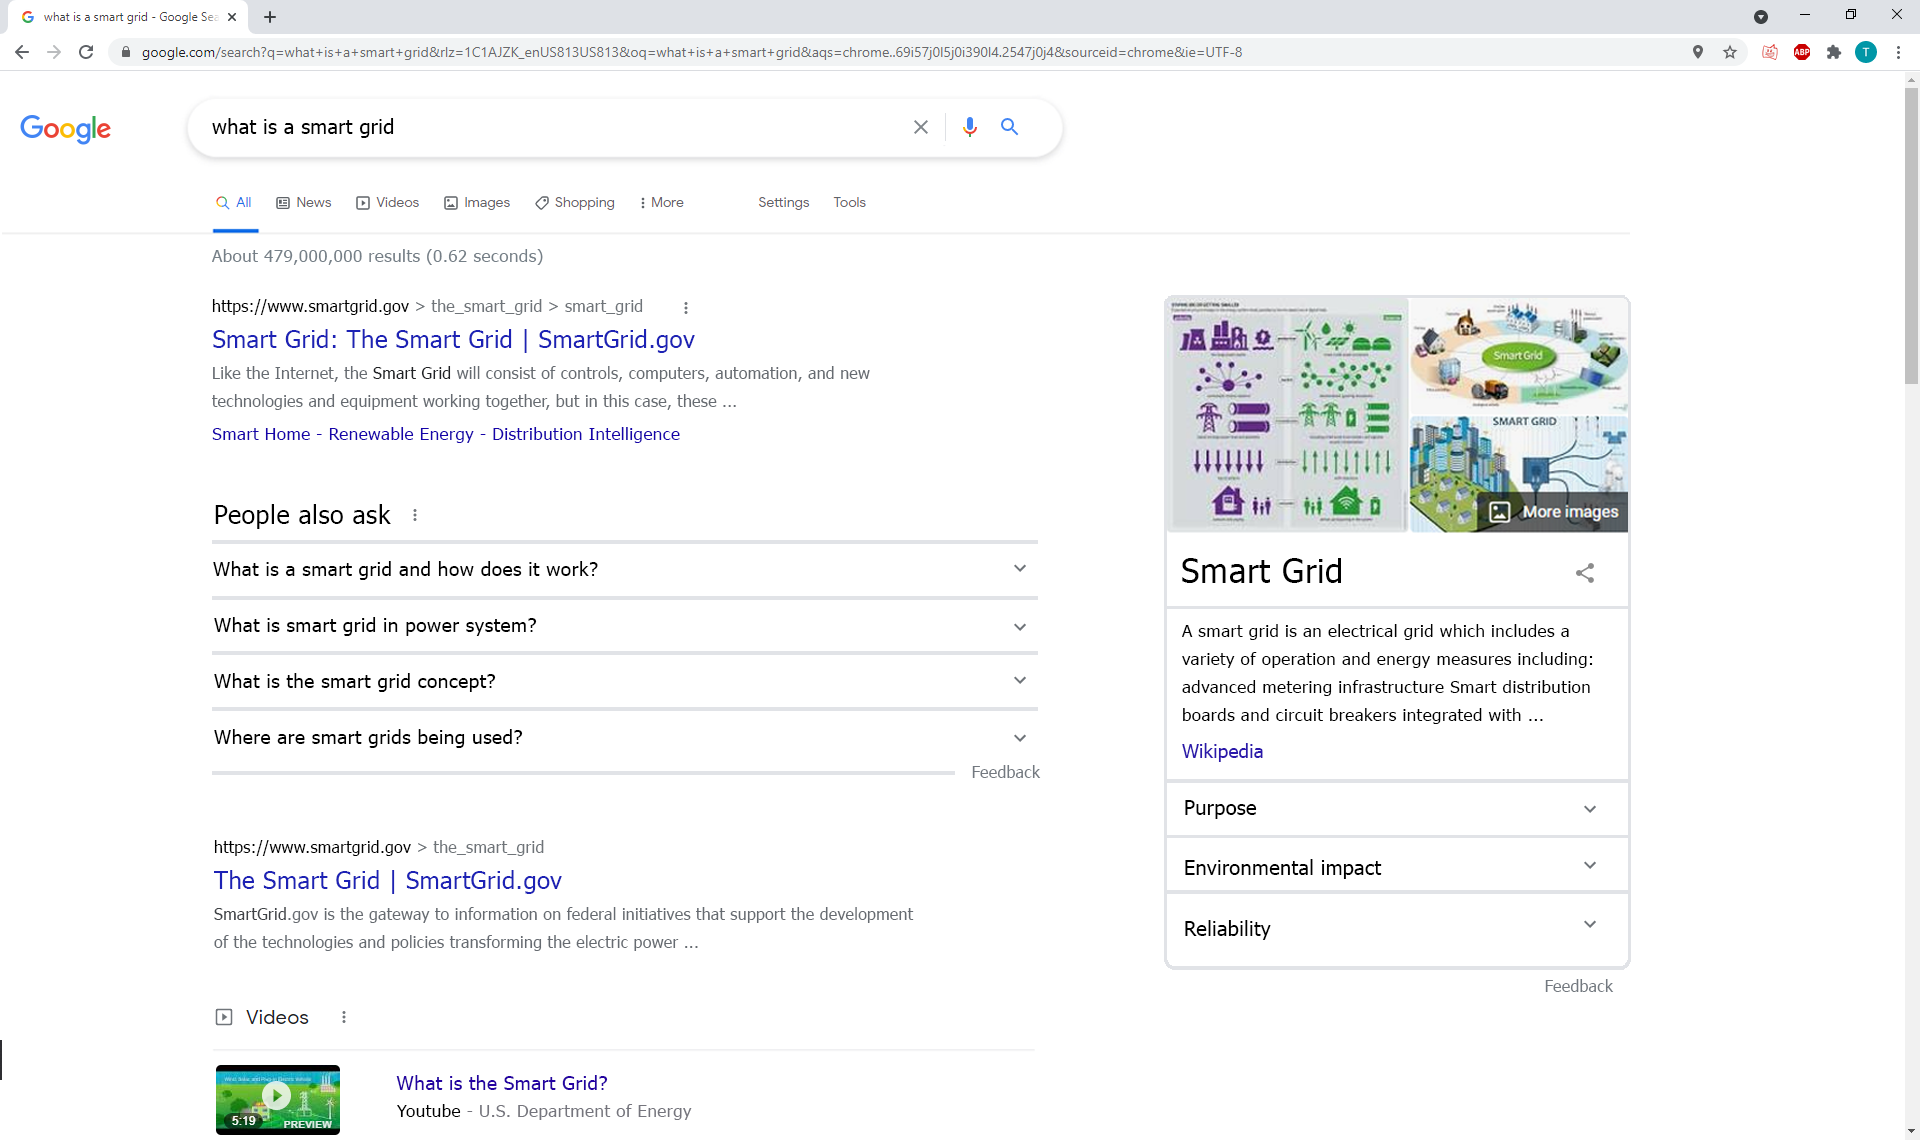 what is a smart grid - Google Sea
google.com/search?q=what+is+a+smart+grid&rlz=1C1AJZK_enUS813US813&oq=what+is+a+smart+grid&aqs=chrome..69i57j0l5j0i390l4.2547j0j4&sourceid=chrome&ie=UTF-8
ABP
T
Google
what is a smart grid
All News Videos Images Shopping More Settings Tools
About 479,000,000 results (0.62 seconds)
https://www.smartgrid.gov > the_smart_grid > smart_grid
Smart Grid: The Smart Grid | SmartGrid.gov
Like the Internet, the Smart Grid will consist of controls, computers, automation, and new
technologies and equipment working together, but in this case, these ...
Smart Home - Renewable Energy - Distribution Intelligence
People also ask
What is a smart grid and how does it work?
What is smart grid in power system?
What is the smart grid concept?
Where are smart grids being used?
Feedback
https://www.smartgrid.gov > the_smart_grid
The Smart Grid | SmartGrid.gov
SmartGrid.gov is the gateway to information on federal initiatives that support the development
of the technologies and policies transforming the electric power ...
Videos
5:19
PREVIEW
What is the Smart Grid?
Youtube - U.S. Department of Energy
Smart Grid
SMART GRID
More images
Smart Grid
A smart grid is an electrical grid which includes a
variety of operation and energy measures including:
advanced metering infrastructure Smart distribution
boards and circuit breakers integrated with ...
Wikipedia
Purpose
Environmental impact
Reliability
Feedback